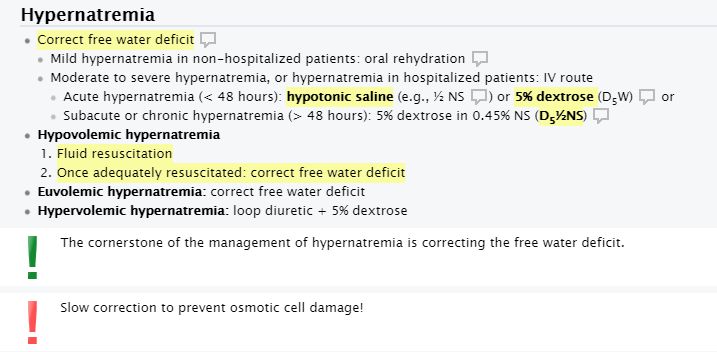 Hypernatremia
Correct free water deficit
Mild hypernatremia in non-hospitalized patients: oral rehydration
Moderate to severe hypernatremia, or hypernatremia in hospitalized patients: IV route
Acute hypernatremia (< 48 hours): hypotonic saline (e.g., ½ NS ) or 5% dextrose (D₅W) or
Subacute or chronic hypernatremia (> 48 hours): 5% dextrose in 0.45% NS (D₅½NS)
Hypovolemic hypernatremia
1. Fluid resuscitation
2. Once adequately resuscitated: correct free water deficit
Euvolemic hypernatremia: correct free water deficit
Hypervolemic hypernatremia: loop diuretic + 5% dextrose
The cornerstone of the management of hypernatremia is correcting the free water deficit.
Slow correction to prevent osmotic cell damage!